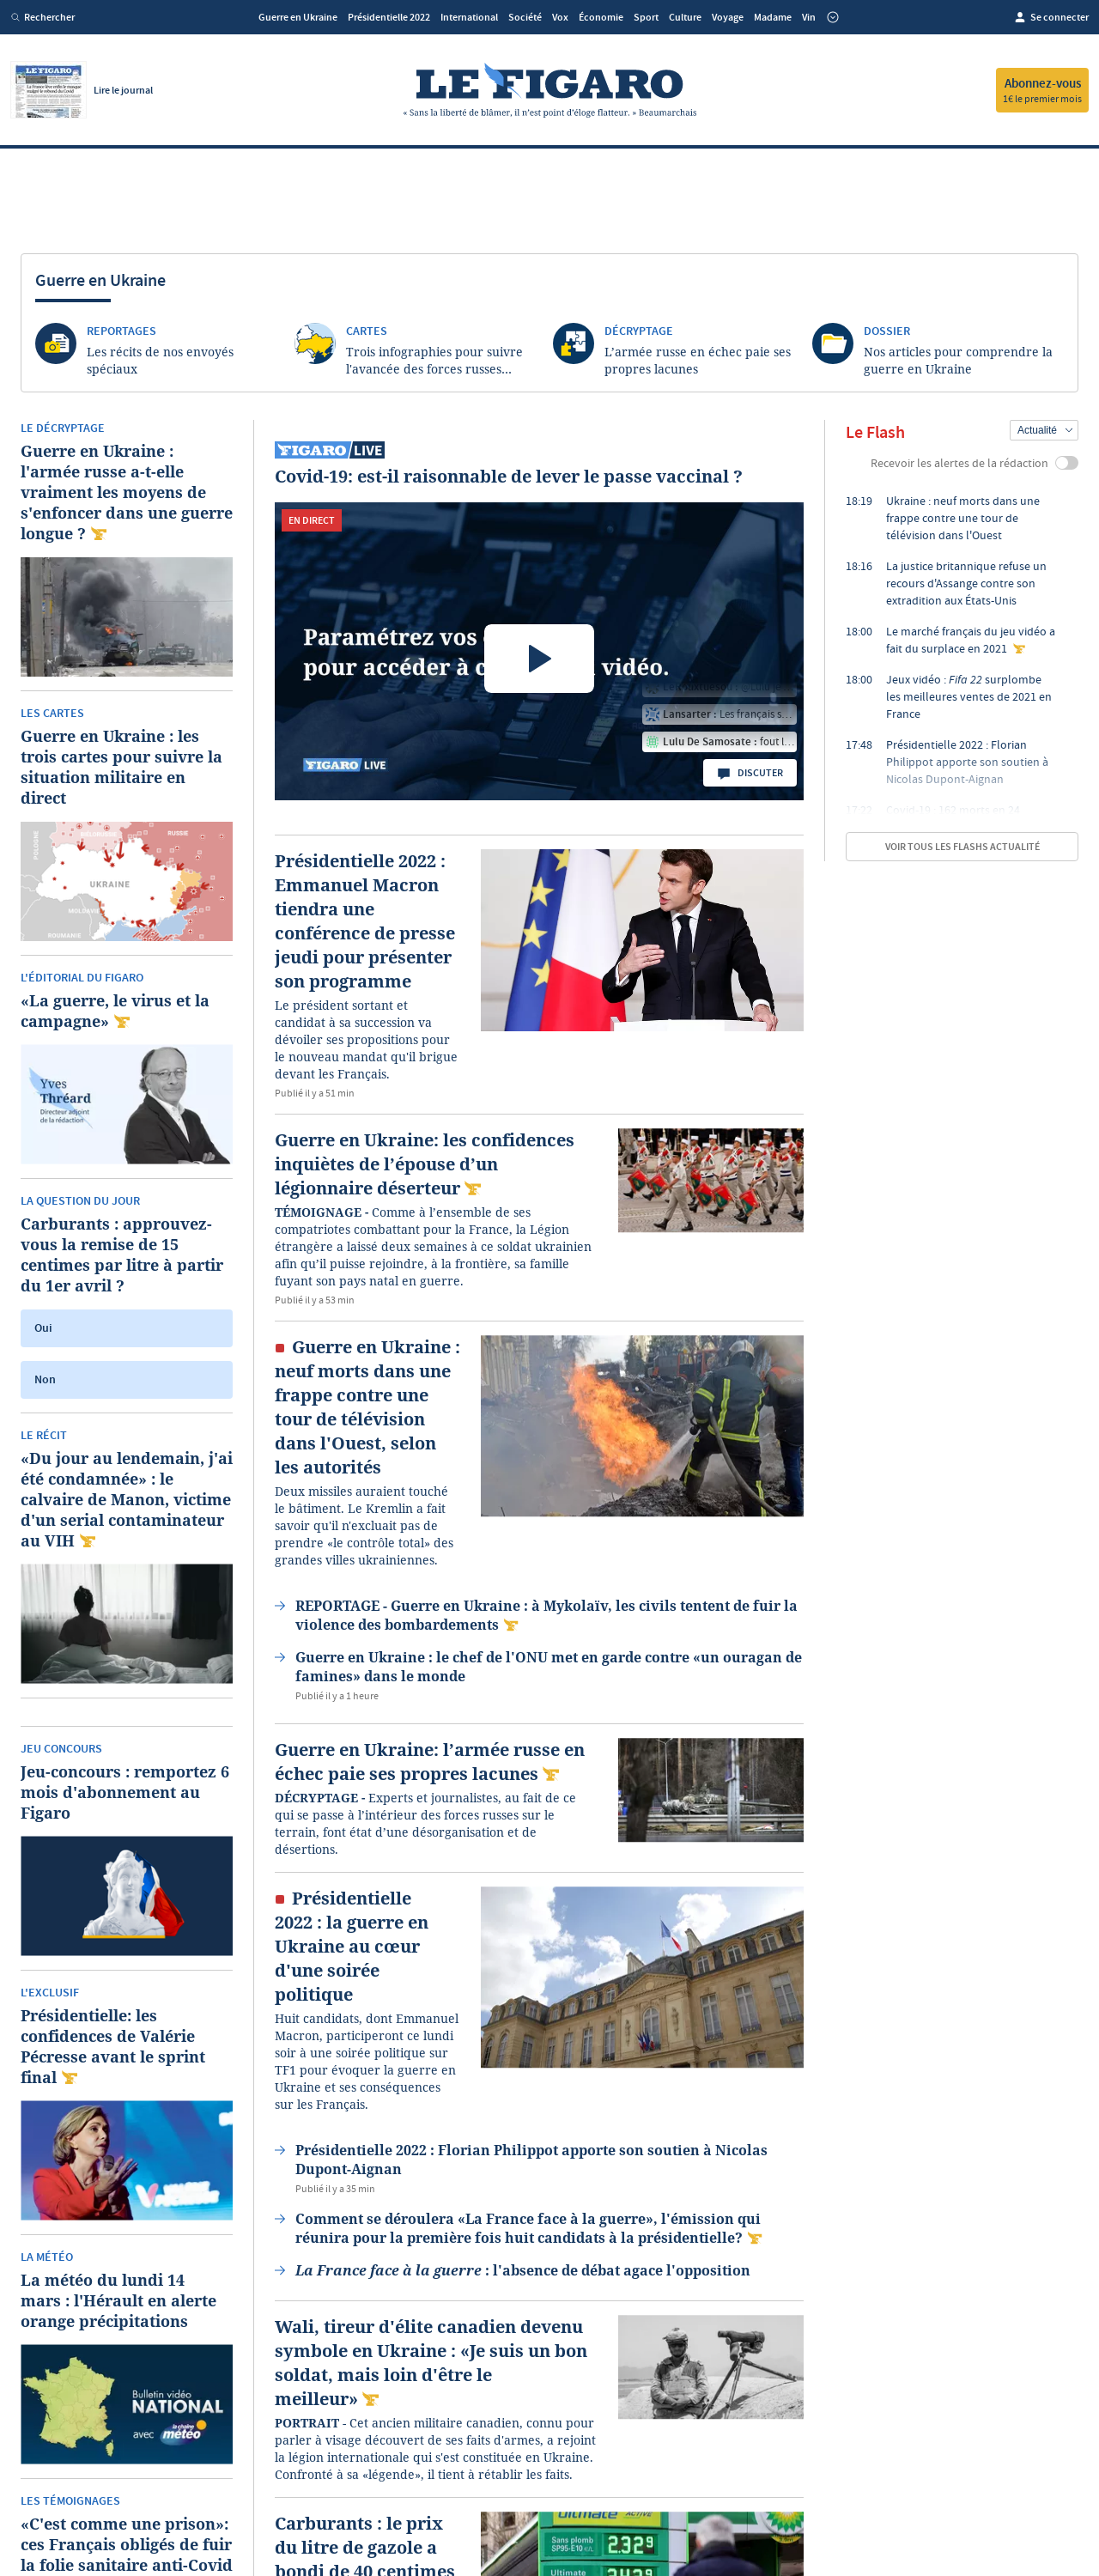 Rechercher
Guerre en Ukraine
Présidentielle 2022
International
Société
Vox
Économie
Sport
Culture
Voyage
Madame
Vin
Se connecter
LE FIGARO
Lire le journal
LE FIGARO
« Sans la liberté de blâmer, il n'est point d'éloge flatteur. » Beaumarchais
Abonnez-vous
1€ le premier mois
Guerre en Ukraine
REPORTAGES
Les récits de nos envoyés
spéciaux
CARTES
Trois infographies pour suivre
l'avancée des forces russes...
DÉCRYPTAGE
L’armée russe en échec paie ses
propres lacunes
DOSSIER
Nos articles pour comprendre la
guerre en Ukraine
LE DÉCRYPTAGE
Guerre en Ukraine :
l'armée russe a-t-elle
vraiment les moyens de
s'enfoncer dans une guerre
longue ?
LES CARTES
Guerre en Ukraine : les
trois cartes pour suivre la
situation militaire en
direct
POLOGNE
BIÉLORUSSIE
RUSSIE
UKRAINE
MOLDAVIE
ROUMANIE
L'ÉDITORIAL DU FIGARO
«La guerre, le virus et la
campagne»
Yves
Thréard
Directeur adjoint
de la rédaction
LA QUESTION DU JOUR
Carburants : approuvez-
vous la remise de 15
centimes par litre à partir
du 1er avril ?
Oui
Non
LE RÉCIT
«Du jour au lendemain, j'ai
été condamnée» : le
calvaire de Manon, victime
d'un serial contaminateur
au VIH
JEU CONCOURS
Jeu-concours : remportez 6
mois d'abonnement au
Figaro
L'EXCLUSIF
Présidentielle: les
confidences de Valérie
Pécresse avant le sprint
final
LA MÉTÉO
La météo du lundi 14
mars : l'Hérault en alerte
orange précipitations
Bulletin vidéo
NATIONAL
avec
la chaîne
météo
LES TÉMOIGNAGES
«C'est comme une prison»:
ces Français obligés de fuir
la folie sanitaire anti-Covid
FIGARO LIVE
Covid-19: est-il raisonnable de lever le passe vaccinal ?
EN DIRECT
Paramétrez vos
pour accéder à
vidéo.
Lansarter : Les français s...
Lulu De Samosate : fout l...
FIGARO LIVE
DISCUTER
Présidentielle 2022 :
Emmanuel Macron
tiendra une
conférence de presse
jeudi pour présenter
son programme
Le président sortant et
candidat à sa succession va
dévoiler ses propositions pour
le nouveau mandat qu'il brigue
devant les Français.
Publié il y a 51 min
Guerre en Ukraine: les confidences
inquiètes de l’épouse d’un
légionnaire déserteur
TÉMOIGNAGE - Comme à l’ensemble de ses
compatriotes combattant pour la France, la Légion
étrangère a laissé deux semaines à ce soldat ukrainien
afin qu’il puisse rejoindre, à la frontière, sa famille
fuyant son pays natal en guerre.
Publié il y a 53 min
Guerre en Ukraine :
neuf morts dans une
frappe contre une
tour de télévision
dans l'Ouest, selon
les autorités
Deux missiles auraient touché
le bâtiment. Le Kremlin a fait
savoir qu'il n'excluait pas de
prendre «le contrôle total» des
grandes villes ukrainiennes.
REPORTAGE - Guerre en Ukraine : à Mykolaïv, les civils tentent de fuir la
violence des bombardements
Guerre en Ukraine : le chef de l'ONU met en garde contre «un ouragan de
famines» dans le monde
Publié il y a 1 heure
Guerre en Ukraine: l’armée russe en
échec paie ses propres lacunes
DÉCRYPTAGE - Experts et journalistes, au fait de ce
qui se passe à l’intérieur des forces russes sur le
terrain, font état d’une désorganisation et de
désertions.
Présidentielle
2022 : la guerre en
Ukraine au cœur
d'une soirée
politique
Huit candidats, dont Emmanuel
Macron, participeront ce lundi
soir à une soirée politique sur
TF1 pour évoquer la guerre en
Ukraine et ses conséquences
sur les Français.
Présidentielle 2022 : Florian Philippot apporte son soutien à Nicolas
Dupont-Aignan
Publié il y a 35 min
Comment se déroulera «La France face à la guerre», l'émission qui
réunira pour la première fois huit candidats à la présidentielle?
La France face à la guerre : l'absence de débat agace l'opposition
Wali, tireur d'élite canadien devenu
symbole en Ukraine : «Je suis un bon
soldat, mais loin d'être le
meilleur»
PORTRAIT - Cet ancien militaire canadien, connu pour
parler à visage découvert de ses faits d'armes, a rejoint
la légion internationale qui s'est constituée en Ukraine.
Confronté à sa «légende», il tient à rétablir les faits.
Carburants : le prix
du litre de gazole a
bondi de 40 centimes
ultimate ACTIVE
Sans plomb
SP95-E10
2.329
Ultimate
Le Flash
Actualité
Recevoir les alertes de la rédaction
18:19 Ukraine : neuf morts dans une
frappe contre une tour de
télévision dans l'Ouest
18:16 La justice britannique refuse un
recours d'Assange contre son
extradition aux États-Unis
18:00 Le marché français du jeu vidéo a
fait du surplace en 2021
18:00 Jeux vidéo : Fifa 22 surplombe
les meilleures ventes de 2021 en
France
17:48 Présidentielle 2022 : Florian
Philippot apporte son soutien à
Nicolas Dupont-Aignan
VOIR TOUS LES FLASHS ACTUALITÉ